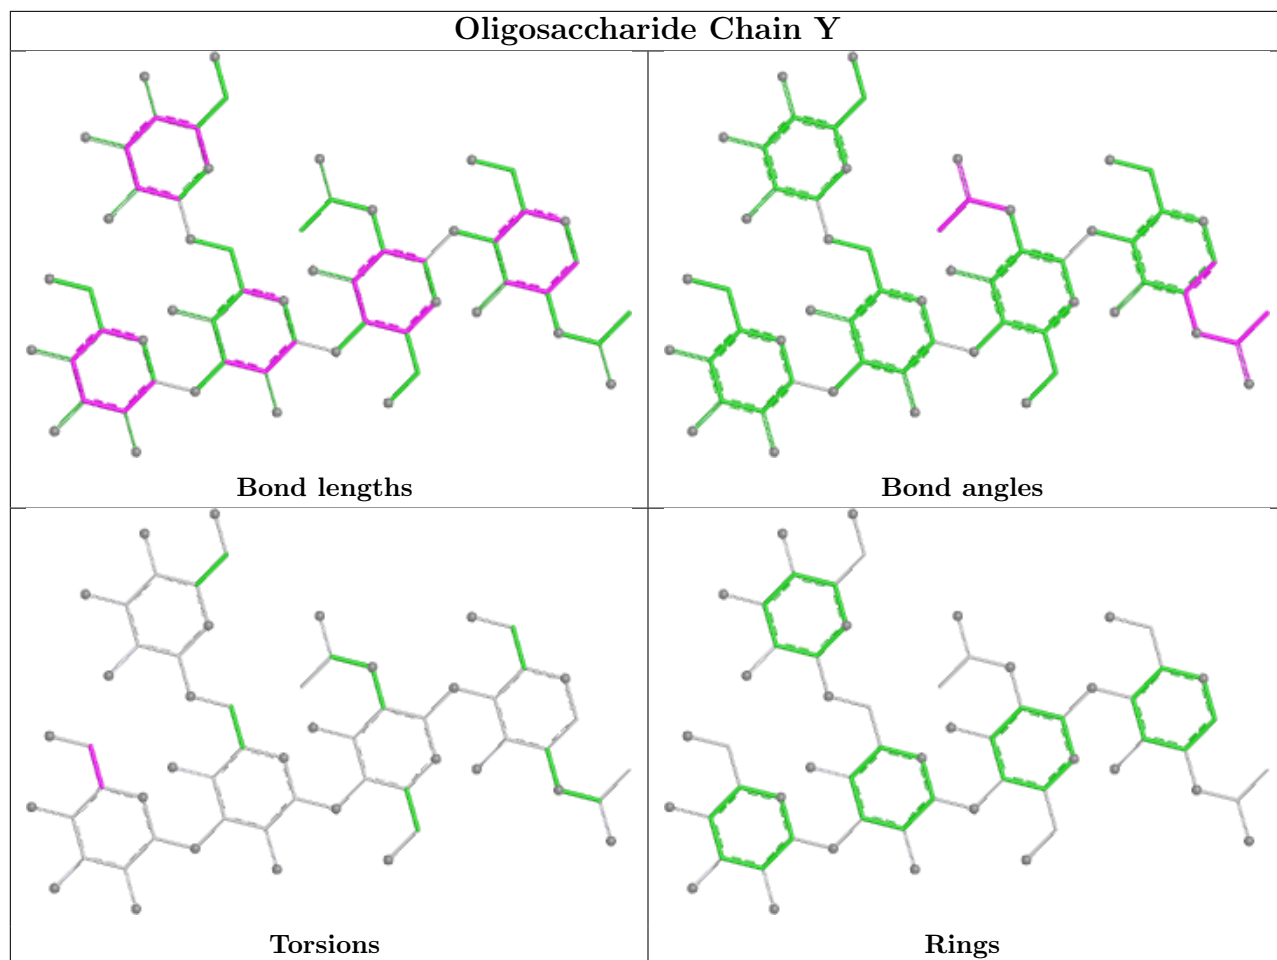 Oligosaccharide Chain Y
Bond lengths
Bond angles
Torsions
Rings